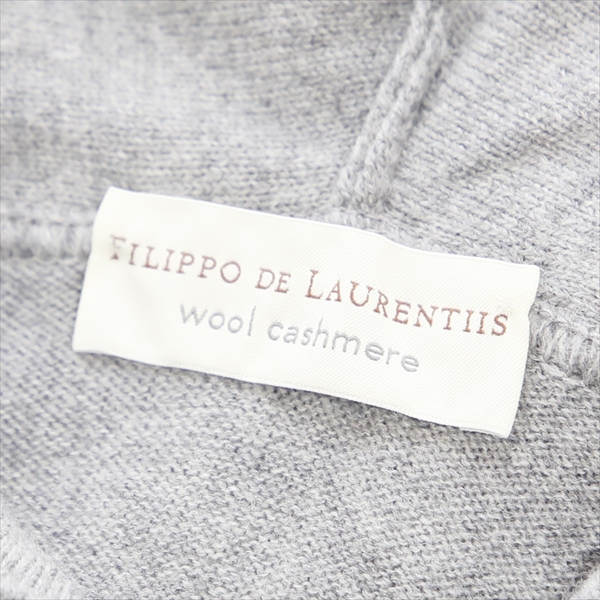 FILIPPO DE LAURENTIIS
wool cashmere